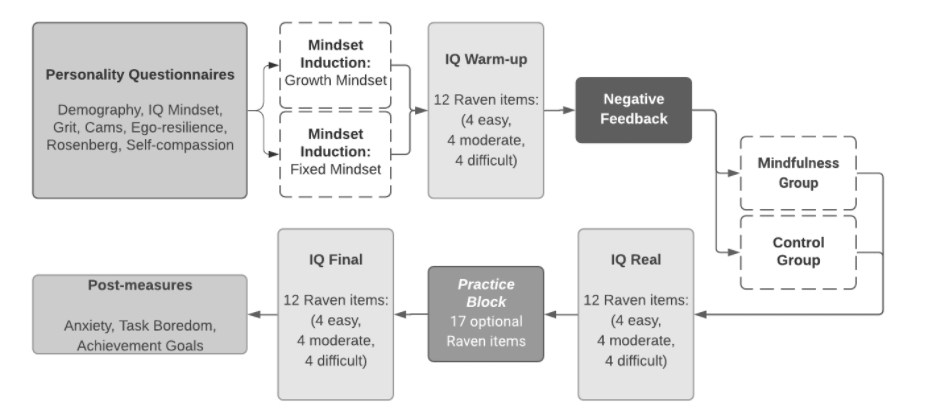 Personality Questionnaires
Demography, IQ Mindset,
Grit, Cams, Ego-resilience,
Rosenberg, Self-compassion
Mindset
Induction:
Growth Mindset
Mindset
Induction:
Fixed Mindset
IQ Warm-up
12 Raven items:
(4 easy,
4 moderate,
4 difficult)
Negative
Feedback
Mindfulness
Group
Control
Group
IQ Real
12 Raven items:
(4 easy,
4 moderate,
4 difficult)
Practice
Block
17 optional
Raven items
IQ Final
12 Raven items:
(4 easy,
4 moderate,
4 difficult)
Post-measures
Anxiety, Task Boredom,
Achievement Goals